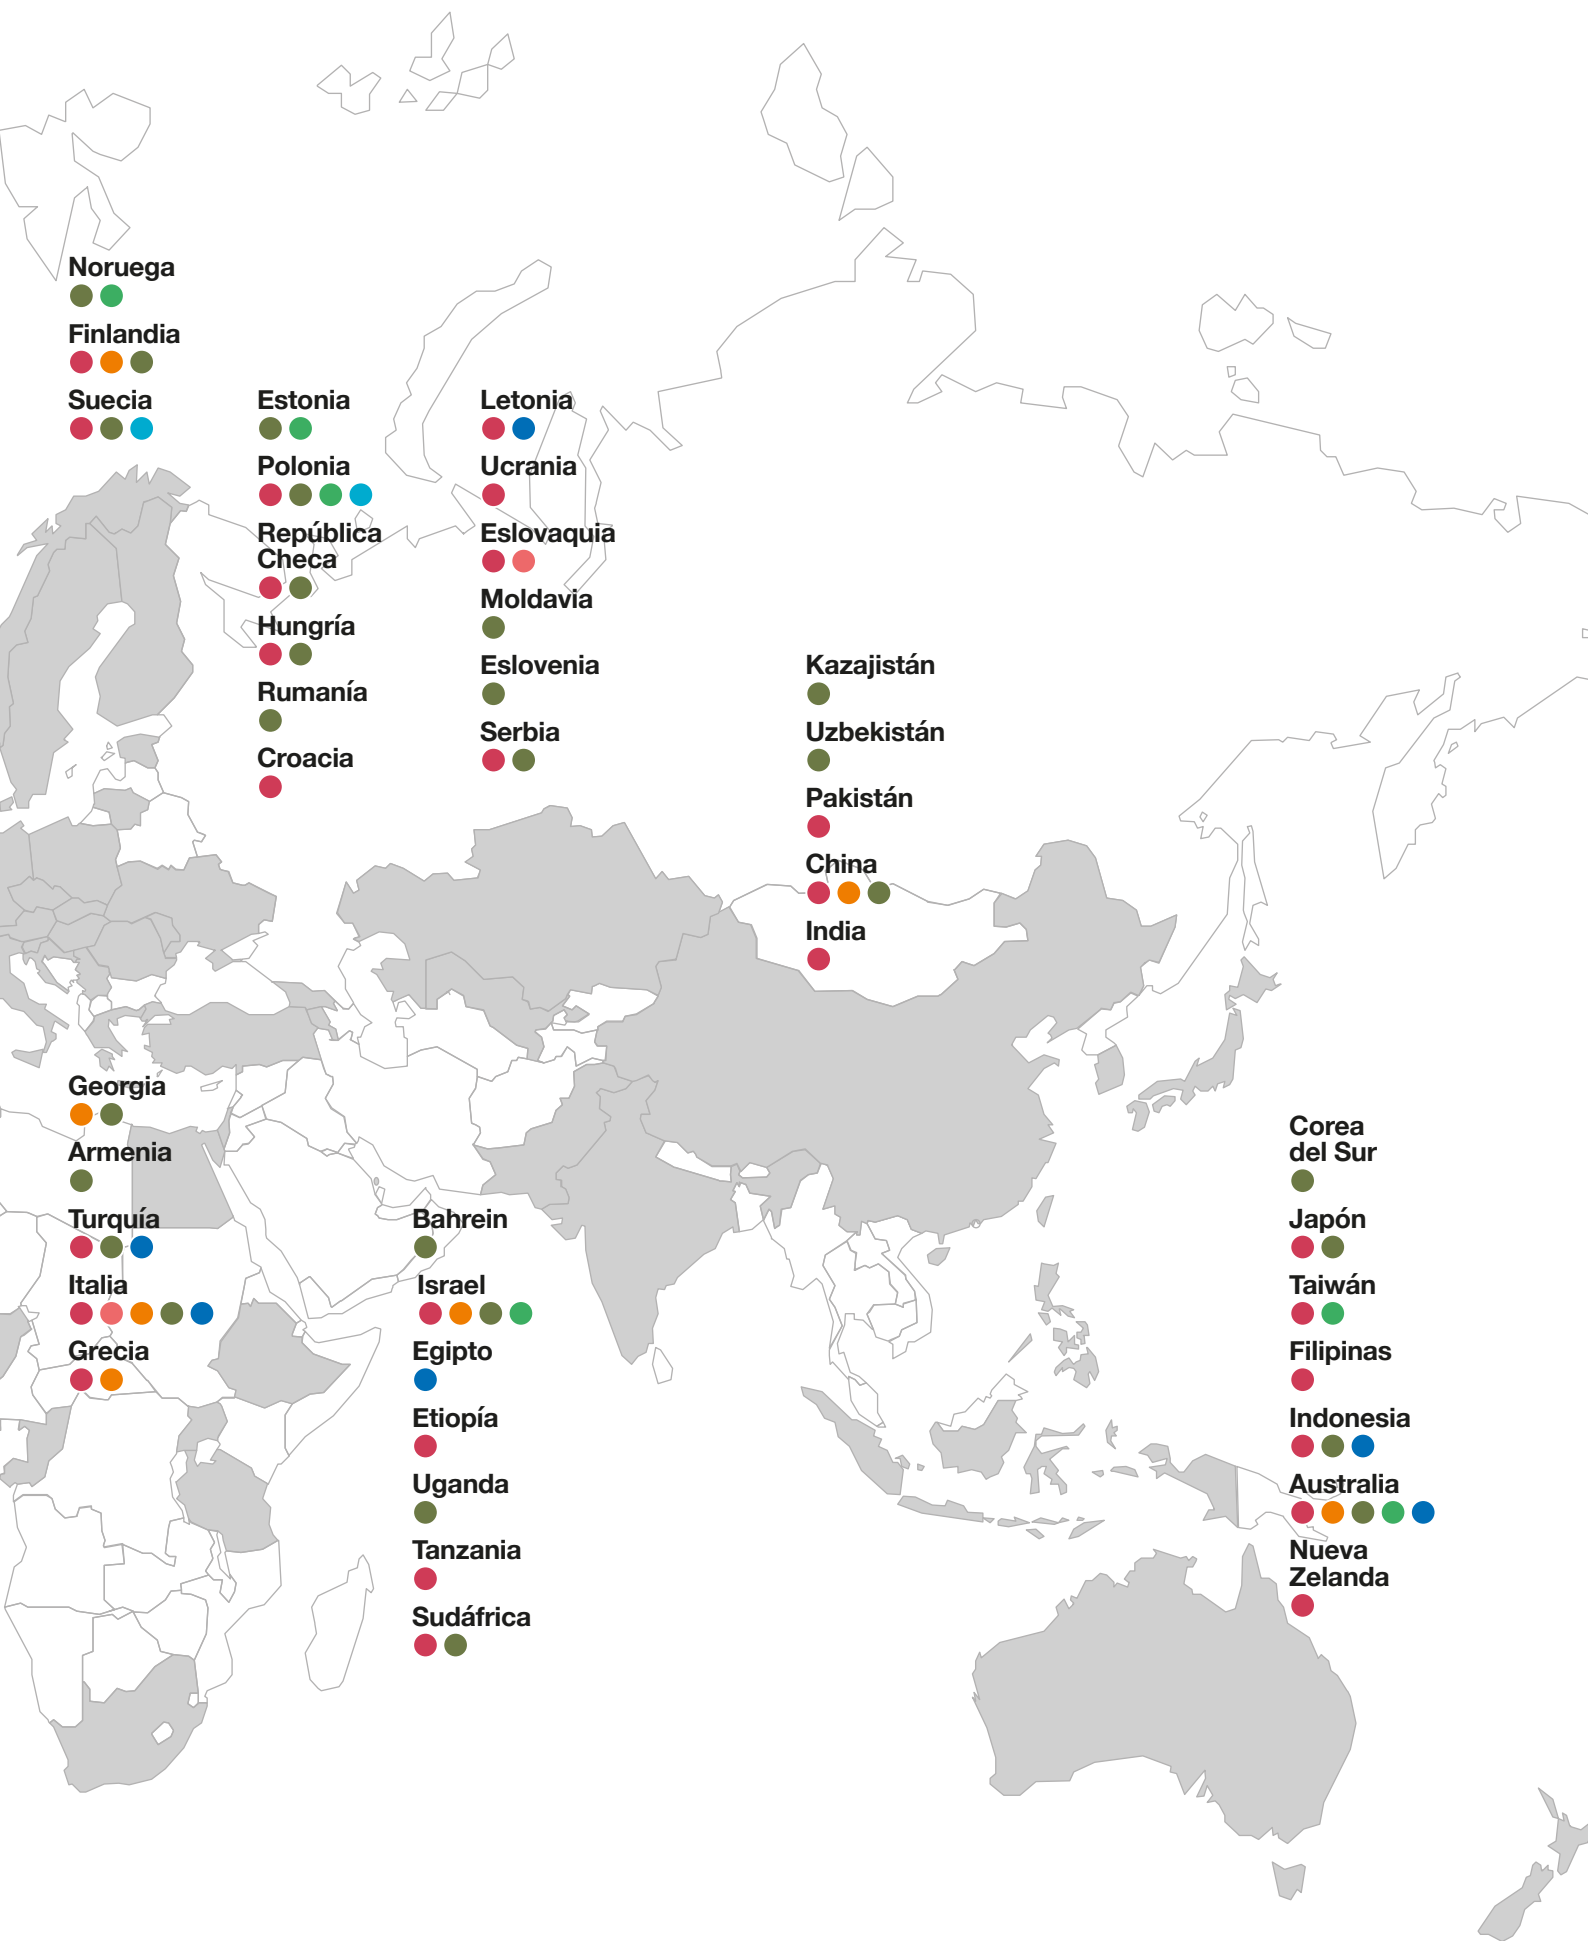 Noruega
Finlandia
Suecia
Estonia
Polonia
República
Checa
Hungría
Rumanía
Croacia
Letonia
Ucrania
Eslovaquia
Moldavia
Eslovenia
Serbia
Kazajistán
Uzbekistán
Pakistán
China
India
Georgia
Armenia
Turquía
Italia
Grecia
Bahrein
Israel
Egipto
Etiopía
Uganda
Tanzania
Sudáfrica
Corea
del Sur
Japón
Taiwán
Filipinas
Indonesia
Australia
Nueva
Zelanda